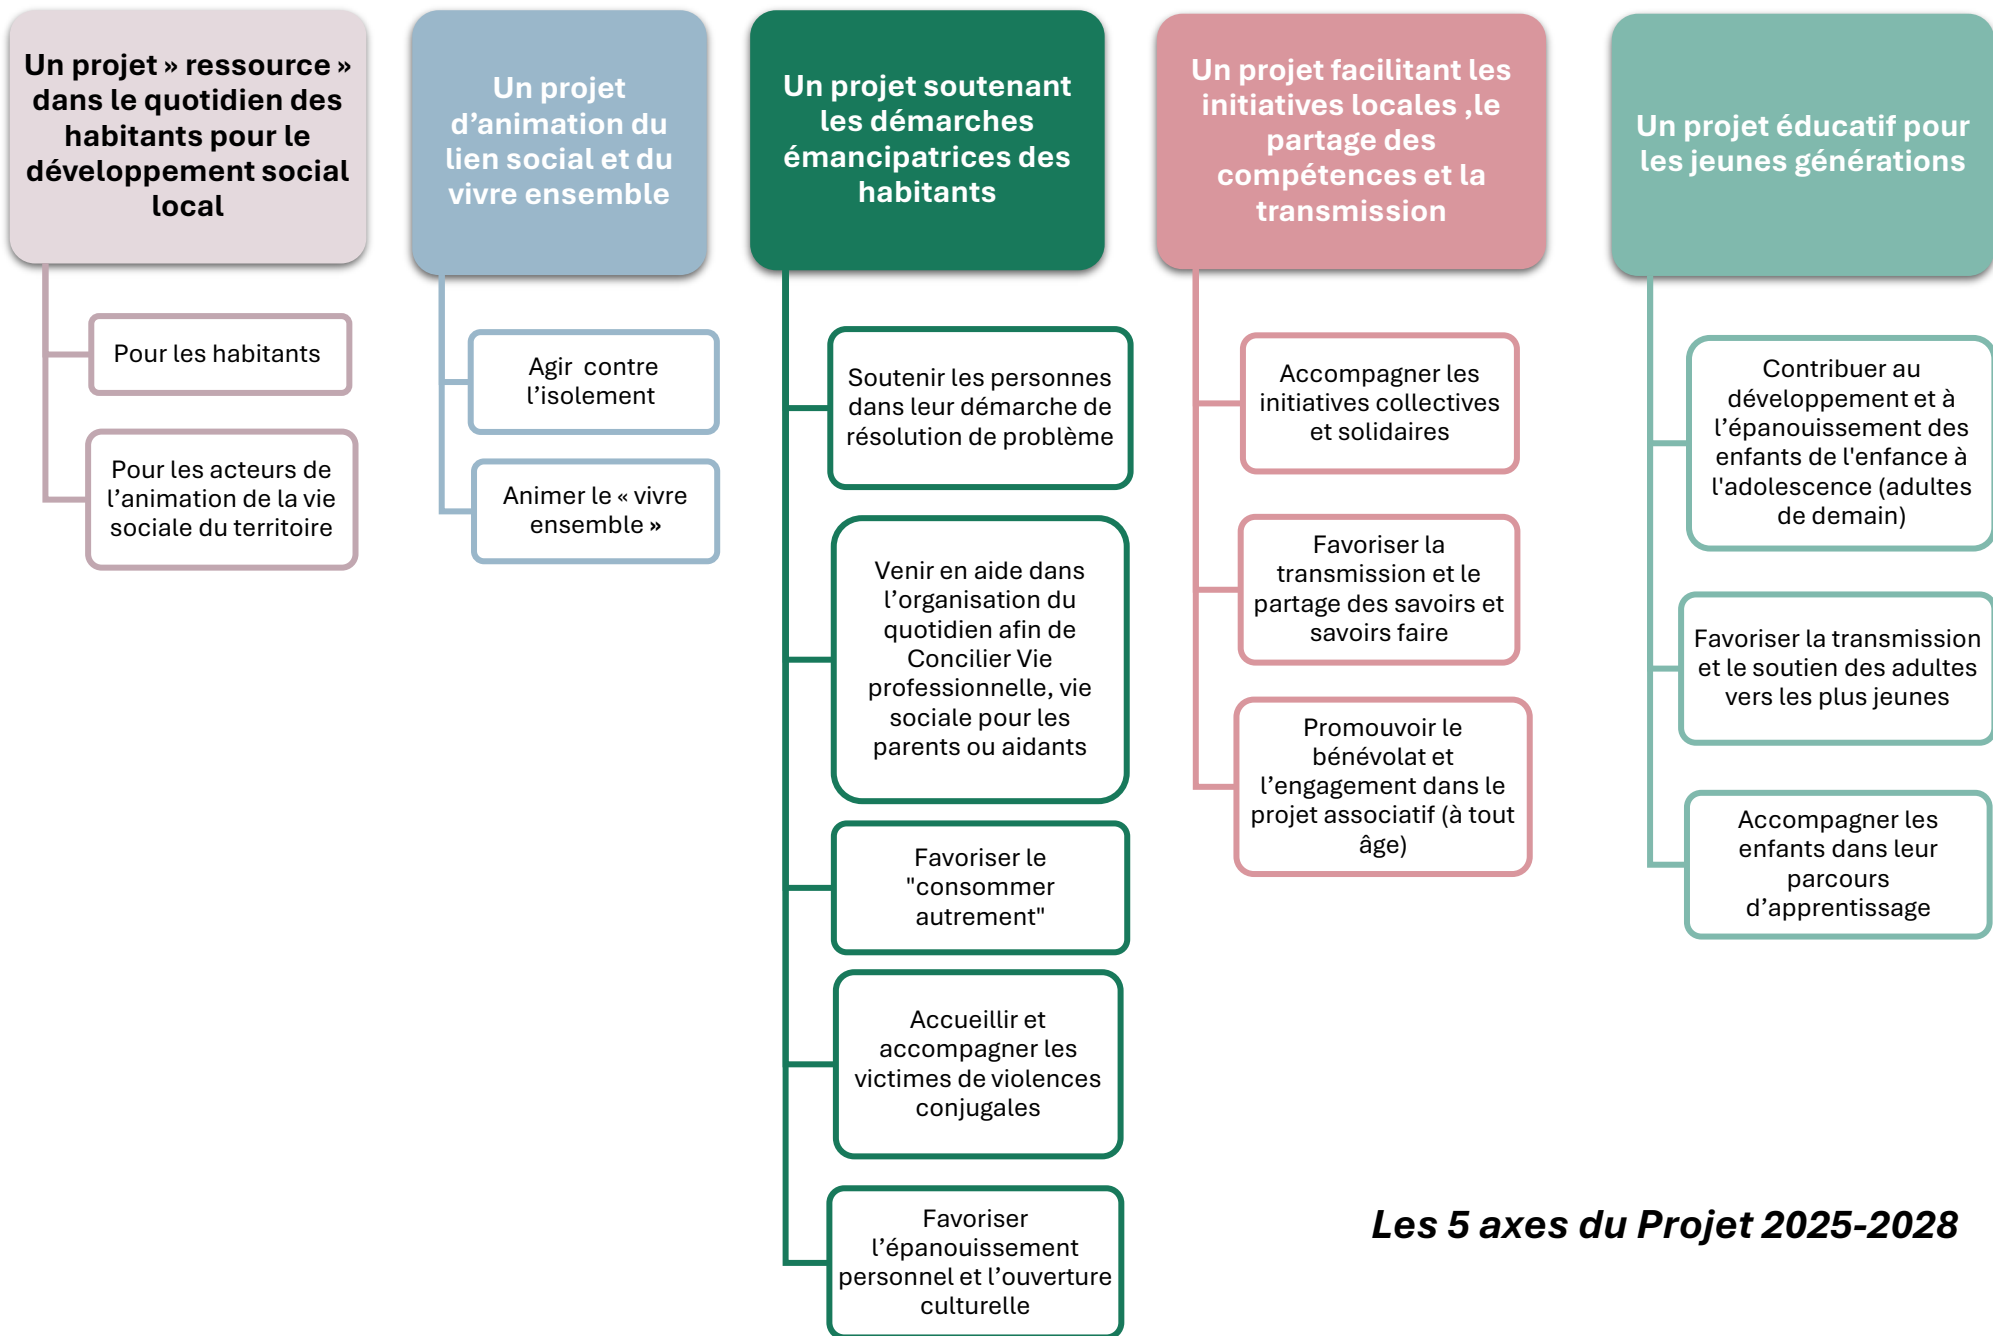 Un projet » ressource »
dans le quotidien des
habitants pour le
développement social
local
Pour les habitants
Pour les acteurs de
l’animation de la vie
sociale du territoire
Un projet
d’animation du
lien social et du
vivre ensemble
Agir  contre
l’isolement
Animer le « vivre
ensemble »
Un projet soutenant
les démarches
émancipatrices des
habitants
Soutenir les personnes
dans leur démarche de
résolution de problème
Venir en aide dans
l’organisation du
quotidien afin de
Concilier Vie
professionnelle, vie
sociale pour les
parents ou aidants
Favoriser le
"consommer
autrement"
Accueillir et
accompagner les
victimes de violences
conjugales
Favoriser
l’épanouissement
personnel et l’ouverture
culturelle
Un projet facilitant les
initiatives locales ,le
partage des
compétences et la
transmission
Accompagner les
initiatives collectives
et solidaires
Favoriser la
transmission et le
partage des savoirs et
savoirs faire
Promouvoir le
bénévolat et
l’engagement dans le
projet associatif (à tout
âge)
Un projet éducatif pour
les jeunes générations
Contribuer au
développement et à
l’épanouissement des
enfants de l'enfance à
l'adolescence (adultes
de demain)
Favoriser la transmission
et le soutien des adultes
vers les plus jeunes
Accompagner les
enfants dans leur
parcours
d’apprentissage
Les 5 axes du Projet 2025-2028